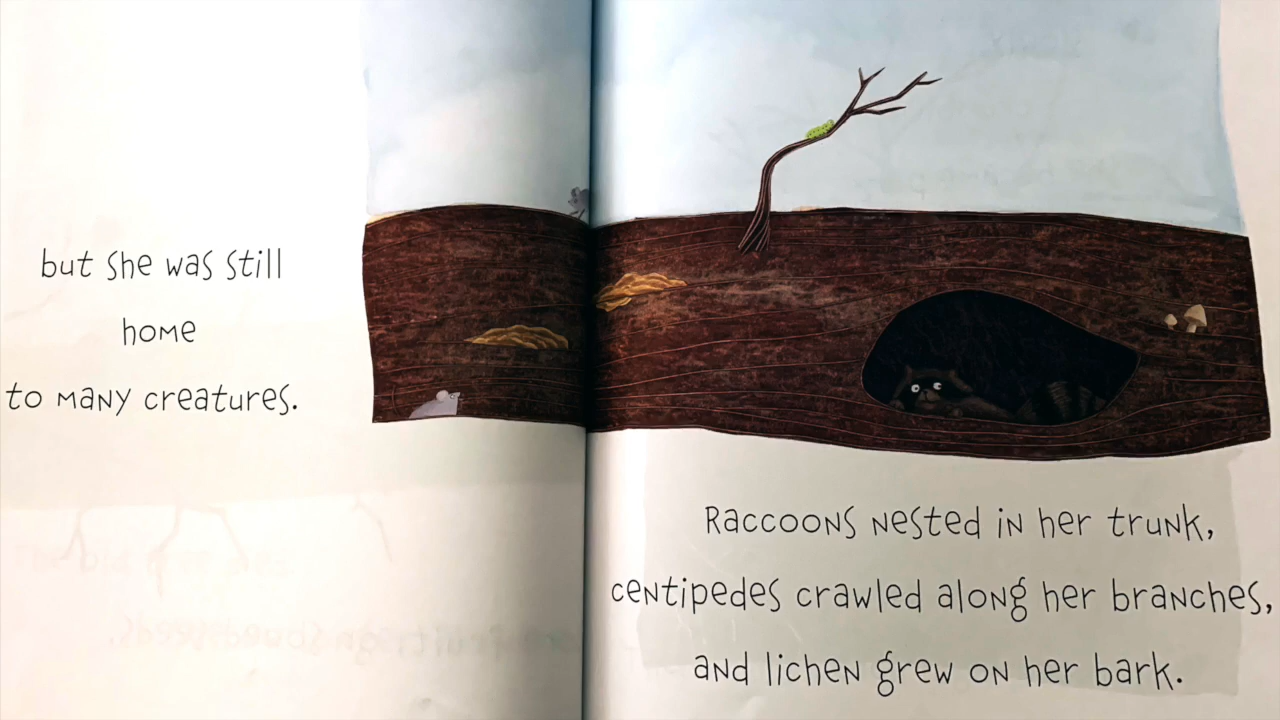 but she was still
home
to many creatures.
Raccoons nested in her trunk,
centipedes crawled along her branches,
and lichen grew on her bark.